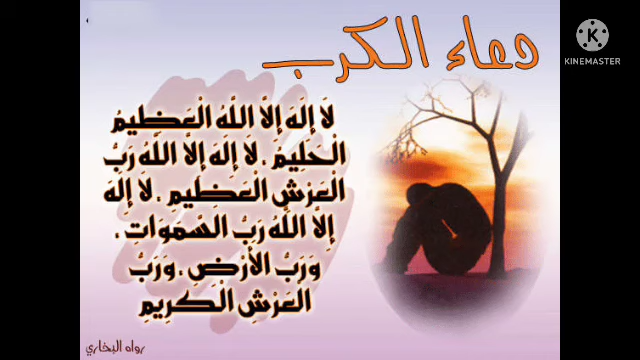 دعاء الكرب
لَا إِلَهَ إِلَّا اللَّهُ الْعَظِيمُ
الْحَلِيمُ ، لَا إِلَهَ إِلَّا اللَّهُ رَبُّ
الْعَرْشِ الْعَظِيمِ ، لَا إِلَهَ
إِلَّا اللَّهُ رَبُّ السَّمَوَاتِ ،
وَرَبُّ الْأَرْضِ ، وَرَبُّ
الْعَرْشِ الْكَرِيمِ
رواه البخاري
KINEMASTER